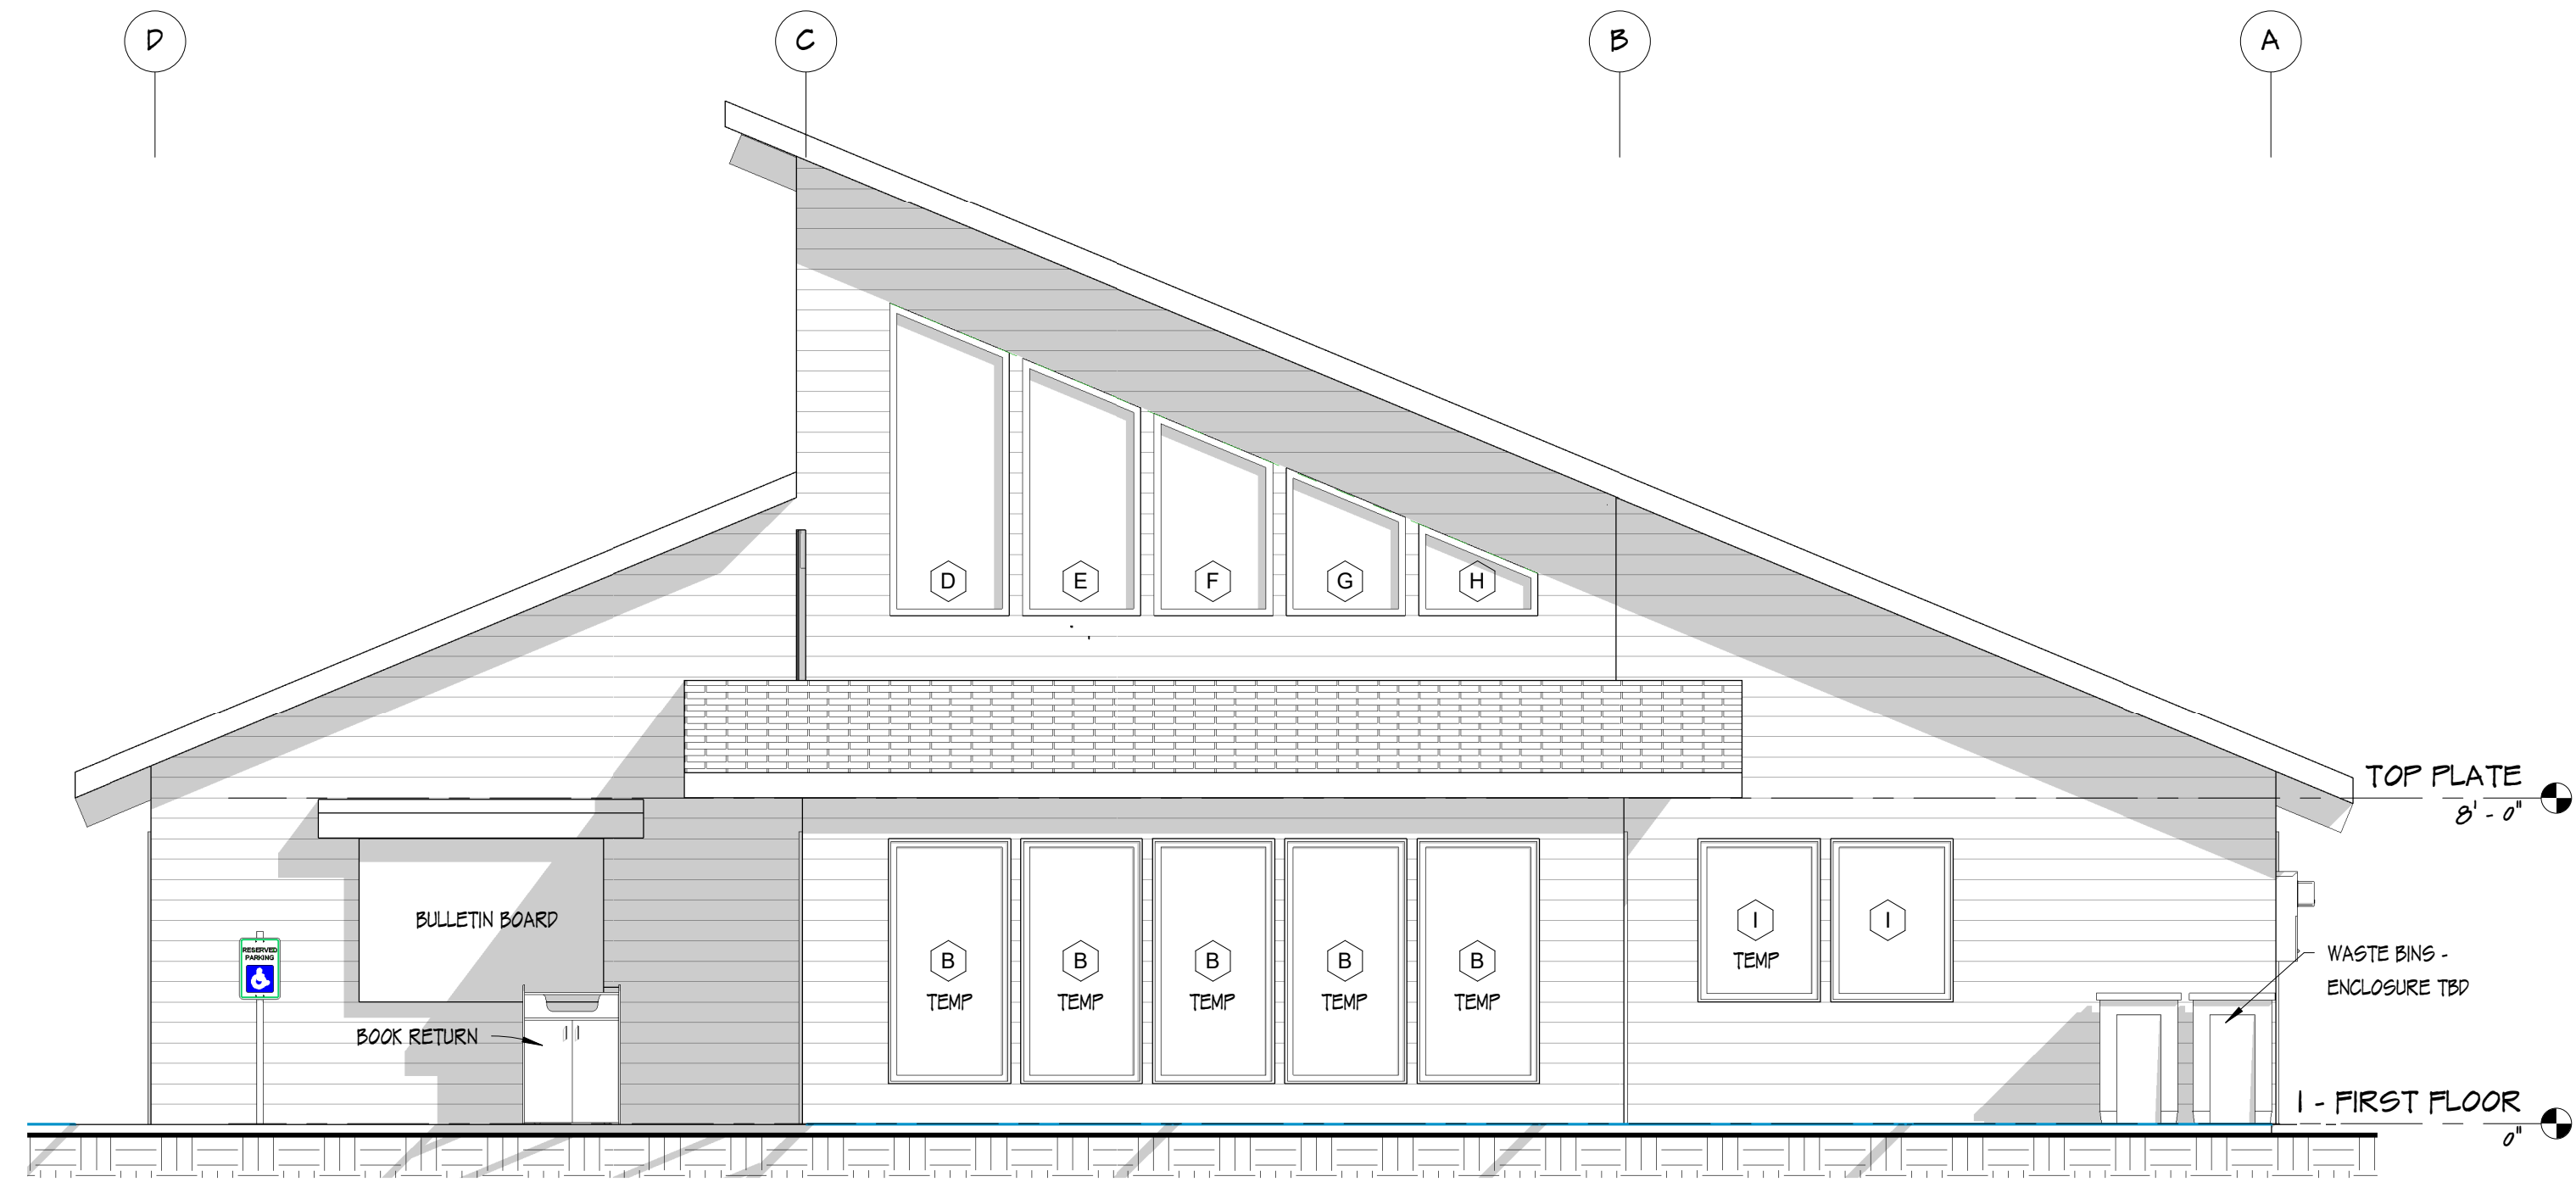 D
C
B
A
D
E
F
G
H
TOP PLATE
8' - 0"
BULLETIN BOARD
RESERVED
PARKING
BOOK RETURN
B
TEMP
B
TEMP
B
TEMP
B
TEMP
B
TEMP
I
TEMP
I
WASTE BINS -
ENCLOSURE TBD
1 - FIRST FLOOR
0"